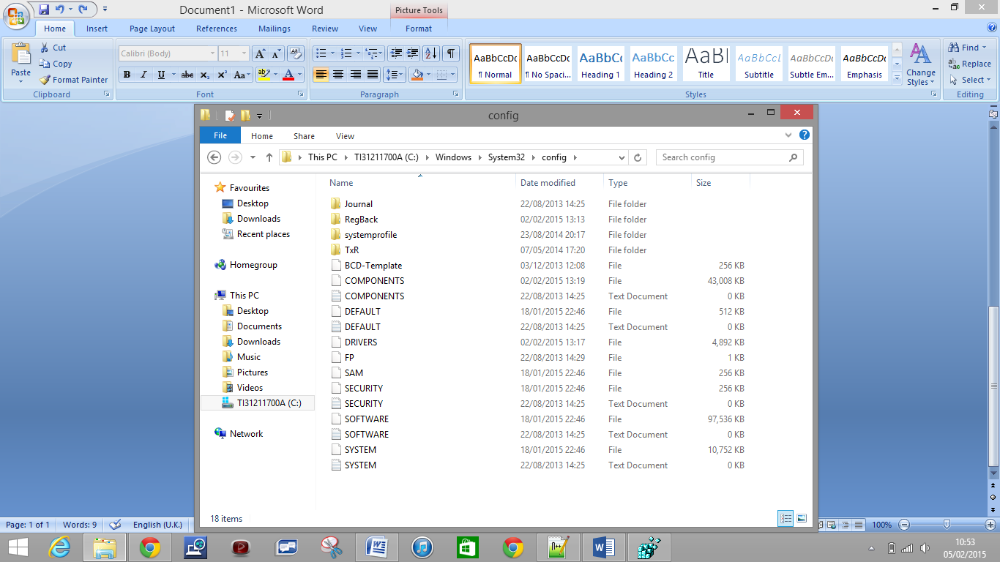 Document1 - Microsoft Word
Picture Tools
Home Insert Page Layout References Mailings Review View Format
Paste
Cut
Copy
Format Painter
Clipboard
Calibri (Body) 11
B I U abc x₂ x² Aa
Font
Paragraph
AaBbCcDc AaBbCcDc AaBbC AaBbCc AaB AaBbCcL AaBbCcDc AaBbCcDc
¶ Normal ¶ No Spaci... Heading 1 Heading 2 Title Subtitle Subtle Em... Emphasis
Change
Styles
Styles
Find
Replace
Select
Editing
config
File Home Share View
This PC TI31211700A (C:) Windows System32 config
Search config
Favourites
Desktop
Downloads
Recent places
Homegroup
This PC
Desktop
Documents
Downloads
Music
Pictures
Videos
TI31211700A (C:)
Network
Name Date modified Type Size
Journal 22/08/2013 14:25 File folder
RegBack 02/02/2015 13:13 File folder
systemprofile 23/08/2014 20:17 File folder
TxR 07/05/2014 17:20 File folder
BCD-Template 03/12/2013 12:08 File 256 KB
COMPONENTS 02/02/2015 13:19 File 43,008 KB
COMPONENTS 22/08/2013 14:25 Text Document 0 KB
DEFAULT 18/01/2015 22:46 File 512 KB
DEFAULT 22/08/2013 14:25 Text Document 0 KB
DRIVERS 02/02/2015 13:17 File 4,892 KB
FP 22/08/2013 14:29 File 1 KB
SAM 18/01/2015 22:46 File 256 KB
SECURITY 18/01/2015 22:46 File 256 KB
SECURITY 22/08/2013 14:25 Text Document 0 KB
SOFTWARE 18/01/2015 22:46 File 97,536 KB
SOFTWARE 22/08/2013 14:25 Text Document 0 KB
SYSTEM 18/01/2015 22:46 File 10,752 KB
SYSTEM 22/08/2013 14:25 Text Document 0 KB
18 items
Page: 1 of 1 Words: 9 English (U.K.) 100%
10:53
05/02/2015